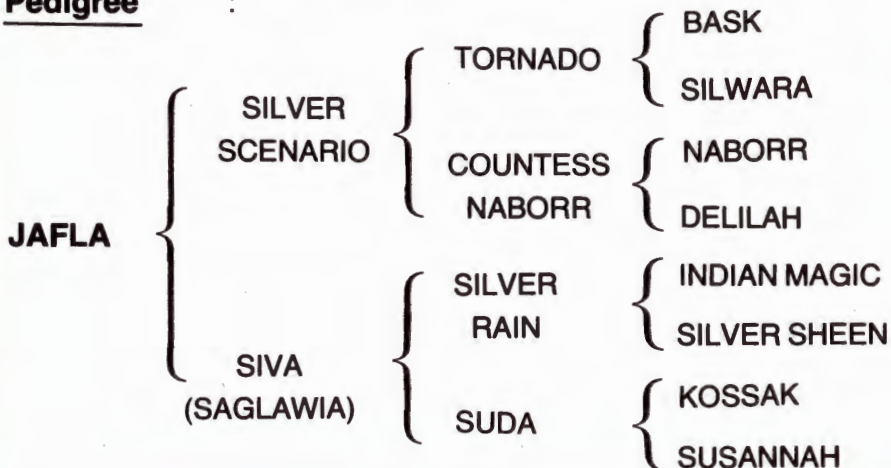 Pedigree :
BASK
TORNADO
SILWARA
SILVER
SCENARIO
COUNTESS
NABORR
NABORR
DELILAH
JAFLA
SILVER
RAIN
INDIAN MAGIC
SILVER SHEEN
SIVA
(SAGLAWIA)
SUDA
KOSSAK
SUSANNAH